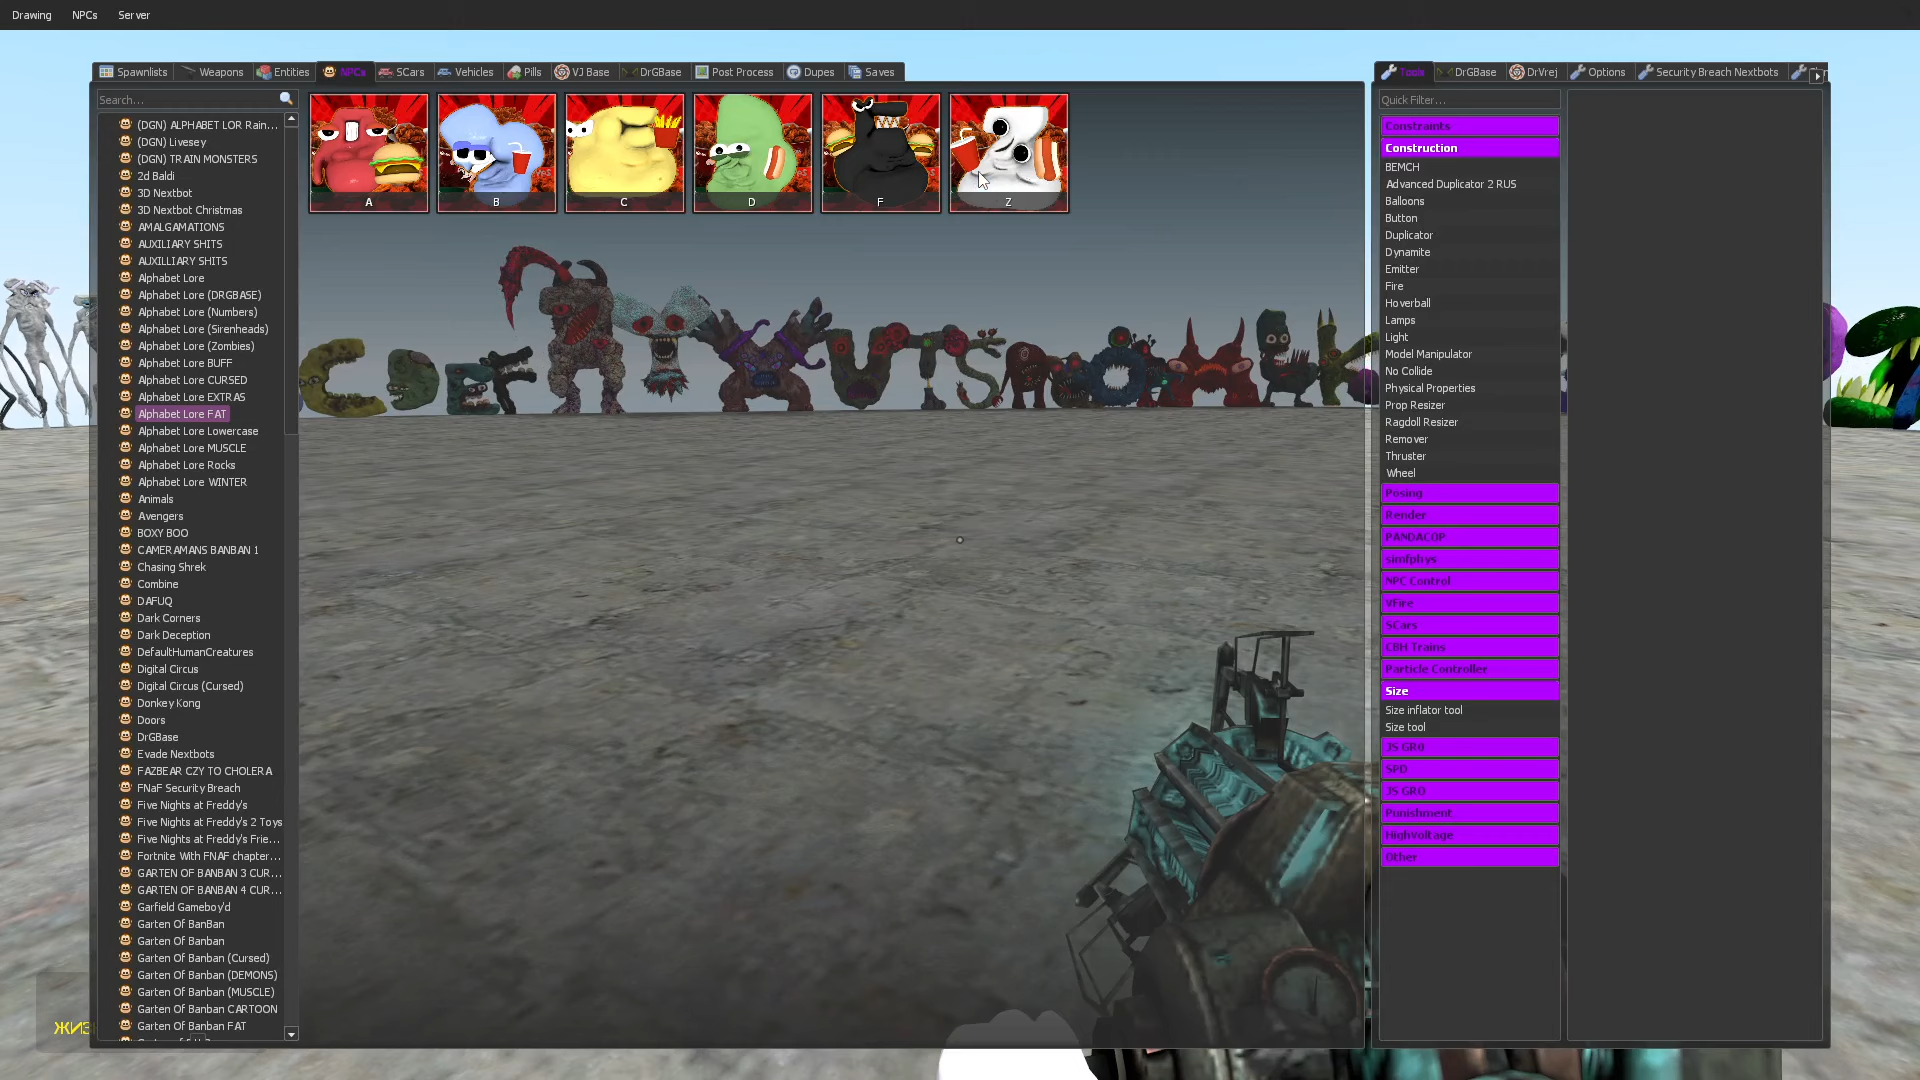 Drawing NPCs Server
Spawnlists Weapons Entities NPCs SCars Vehicles Pills VJ Base DrGBase Post Process Dupes Saves
Search...
(DGN) ALPHABET LOR Rain...
(DGN) Livesey
(DGN) TRAIN MONSTERS
2d Baldi
3D Nextbot
3D Nextbot Christmas
AMALGAMATIONS
AUXILIARY SHITS
AUXILLIARY SHITS
Alphabet Lore
Alphabet Lore (DRGBASE)
Alphabet Lore (Numbers)
Alphabet Lore (Sirenheads)
Alphabet Lore (Zombies)
Alphabet Lore BUFF
Alphabet Lore CURSED
Alphabet Lore EXTRAS
Alphabet Lore FAT
Alphabet Lore Lowercase
Alphabet Lore MUSCLE
Alphabet Lore Rocks
Alphabet Lore WINTER
Animals
Avengers
BOXY BOO
CAMERAMANS BANBAN 1
Chasing Shrek
Combine
DAFUQ
Dark Corners
Dark Deception
DefaultHumanCreatures
Digital Circus
Digital Circus (Cursed)
Donkey Kong
Doors
DrGBase
Evade Nextbots
FAZBEAR CZY TO CHOLERA
FNaF Security Breach
Five Nights at Freddy's
Five Nights at Freddy's 2 Toys
Five Nights at Freddy's Frie...
Fortnite With FNAF chapter...
GARTEN OF BANBAN 3 CUR...
GARTEN OF BANBAN 4 CUR...
Garfield Gameboy'd
Garten Of BanBan
Garten Of Banban
Garten Of Banban (Cursed)
Garten Of Banban (DEMONS)
Garten Of Banban (MUSCLE)
Garten Of Banban CARTOON
Garten Of Banban FAT
A B C D F Z
Tools DrGBase DrVrej Options Security Breach Nextbots
Quick Filter...
Constraints
Construction
BEMCH
Advanced Duplicator 2 RUS
Balloons
Button
Duplicator
Dynamite
Emitter
Fire
Hoverball
Lamps
Light
Model Manipulator
No Collide
Physical Properties
Prop Resizer
Ragdoll Resizer
Remover
Thruster
Wheel
Posing
Render
PANDACOP
simfphys
NPC Control
VFire
SCars
CBH Trains
Particle Controller
Size
Size inflator tool
Size tool
JS GRO
SPD
JS GRO
Punishment
HighVoltage
Other
ЖИЗ